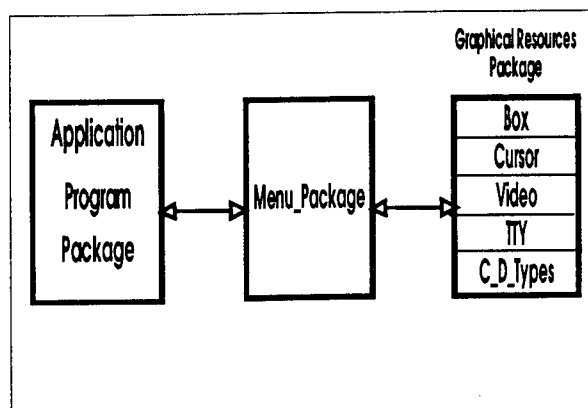 Graphical Resources
Package
Application
Program
Package
Menu_Package
Box
Cursor
Video
TTY
C_D_Types